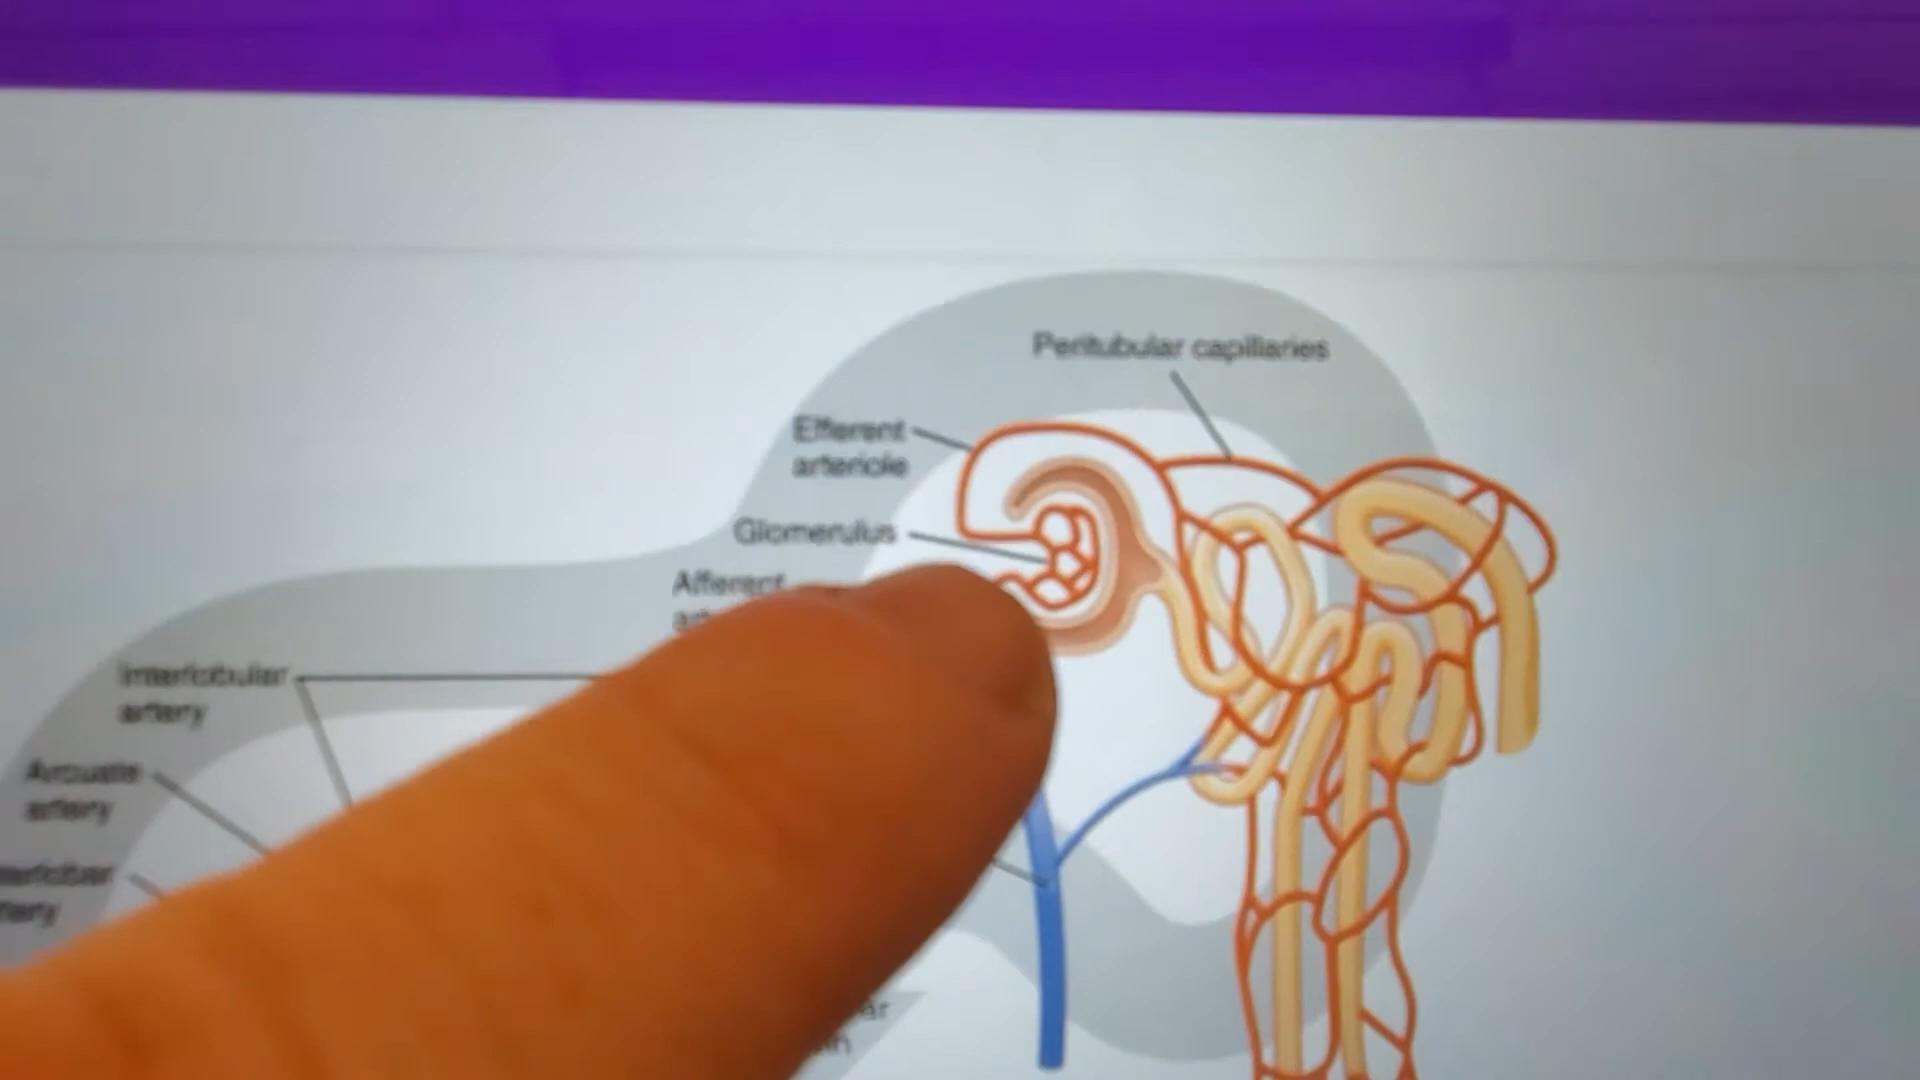 Peritubular capillaries
Efferent
arteriole
Glomerulus
Afferent
Interlobular
artery
Arcuate
artery